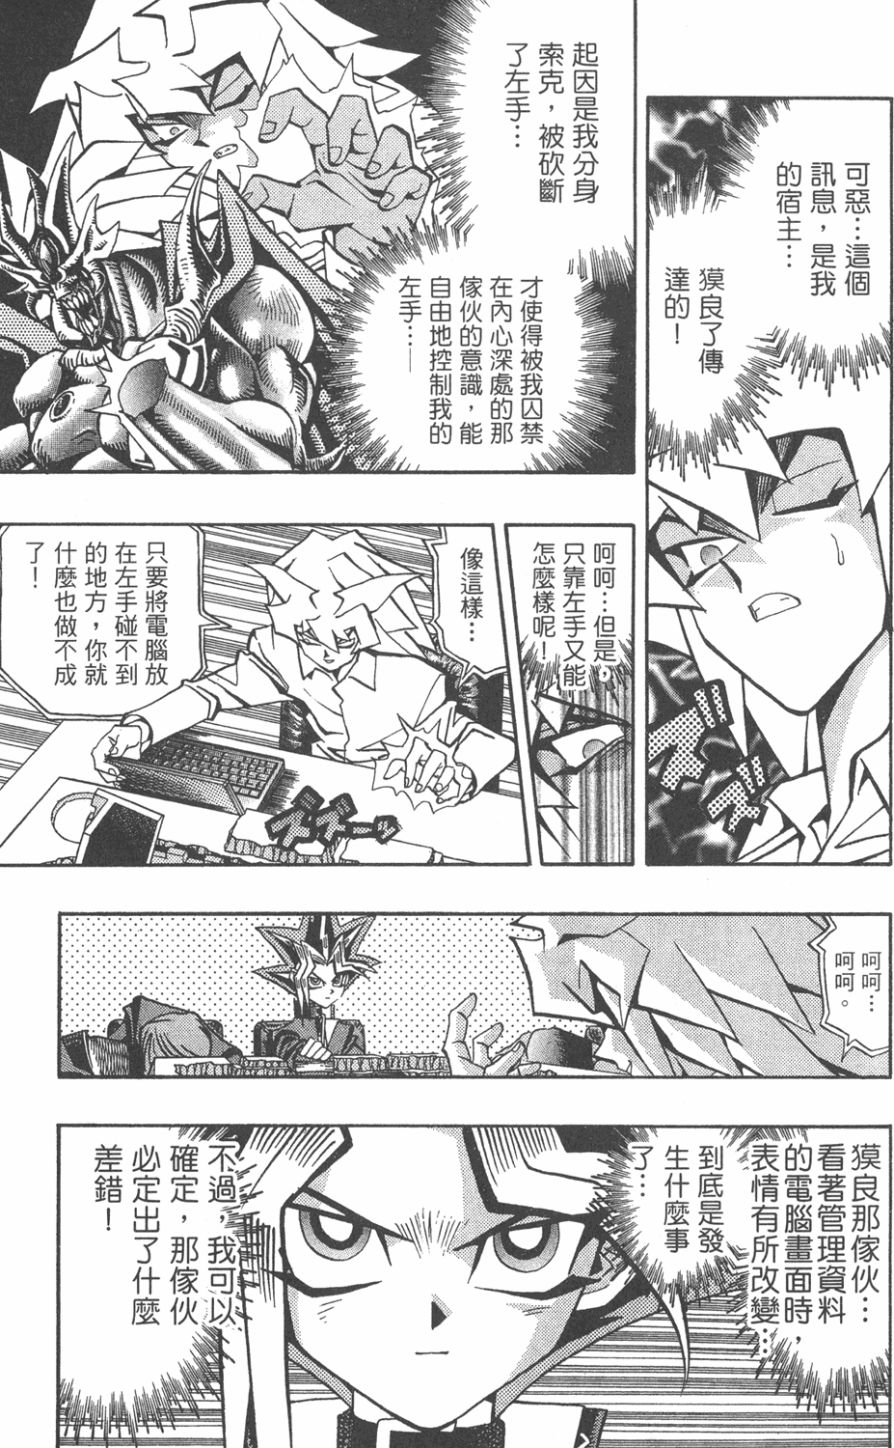 可惡…這個
訊息，是我
的宿主…
獏良了傳
達的！
起因是我分身
索克，被砍斷
了左手…
才使得被我囚禁
在內心深處的那
傢伙的意識，能
自由地控制我的
左手…
呵呵…但是，
只靠左手又能
怎麼樣呢！
像這樣…
只要將電腦放
在左手碰不到
的地方，你就
什麼也做不成
了！
呵呵…
呵呵。
獏良那傢伙…
看著管理資料
的電腦畫面時，
表情有所改變…
到底是發
生什麼事
了…
不過，我可以
確定，那傢伙
必定出了什麼
差錯！